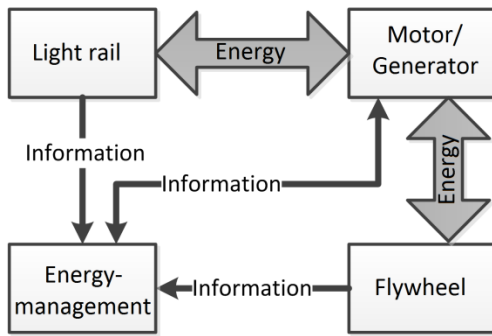 Light rail
Energy
Motor/
Generator
Information
Information
Energy
Energy-
management
Information
Flywheel